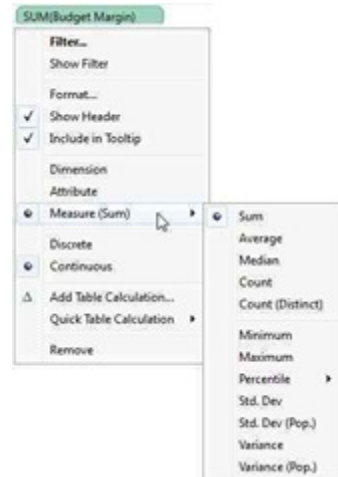 SUM(Budget Margin)
Filter...
Show Filter
Format...
Show Header
Include in Tooltip
Dimension
Attribute
Measure (Sum)
Discrete
Continuous
Add Table Calculation...
Quick Table Calculation
Remove
Sum
Average
Median
Count
Count (Distinct)
Minimum
Maximum
Percentile
Std. Dev
Std. Dev (Pop.)
Variance
Variance (Pop.)